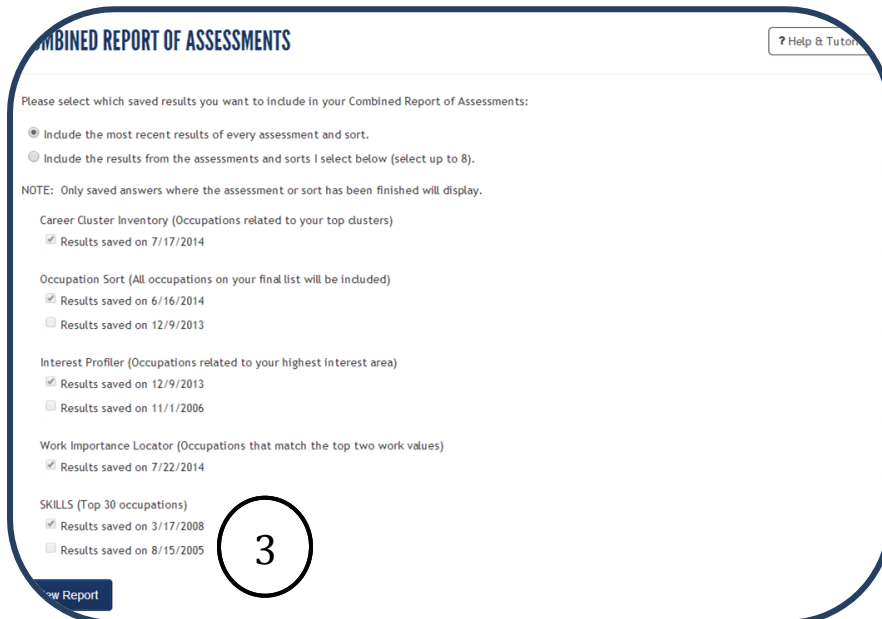 OMBINED REPORT OF ASSESSMENTS
? Help & Tutor
Please select which saved results you want to include in your Combined Report of Assessments:
Include the most recent results of every assessment and sort.
Include the results from the assessments and sorts I select below (select up to 8).
NOTE: Only saved answers where the assessment or sort has been finished will display.
Career Cluster Inventory (Occupations related to your top clusters)
Results saved on 7/17/2014
Occupation Sort (All occupations on your final list will be included)
Results saved on 6/16/2014
Results saved on 12/9/2013
Interest Profiler (Occupations related to your highest interest area)
Results saved on 12/9/2013
Results saved on 11/1/2006
Work Importance Locator (Occupations that match the top two work values)
Results saved on 7/22/2014
SKILLS (Top 30 occupations)
Results saved on 3/17/2008
Results saved on 8/15/2005
3
ew Report